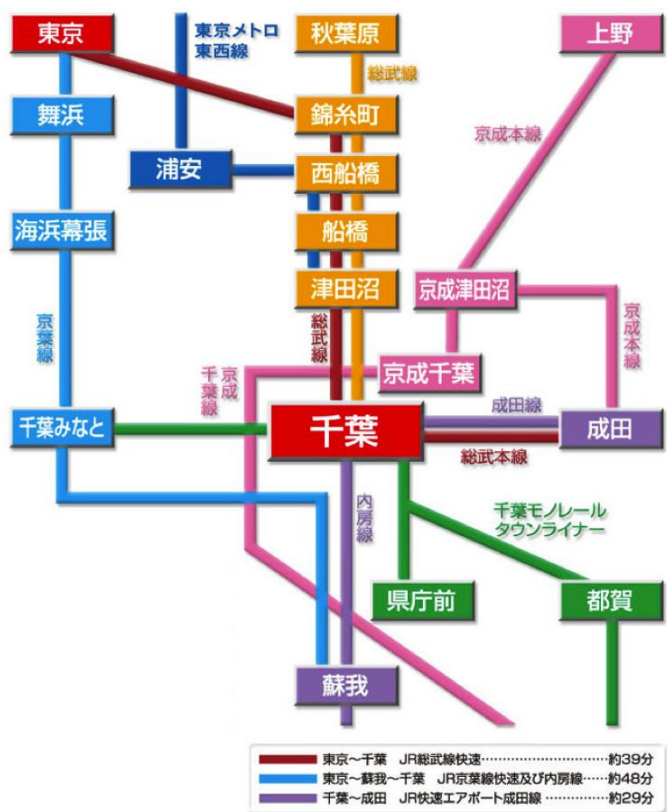 東京
東京メトロ
東西線
秋葉原
上野
総武線
舞浜
錦糸町
京成本線
浦安
西船橋
海浜幕張
船橋
津田沼
京成津田沼
京葉線
総武線
京成本線
京成
千葉線
京成千葉
千葉みなと
千葉
成田線
成田
総武本線
内房線
千葉モノレール
タウンライナー
県庁前
都賀
蘇我
東京～千葉 JR総武線快速……………………約39分
東京～蘇我～千葉 JR京葉線快速及び内房線……約48分
千葉～成田 JR快速エアポート成田線……………約29分